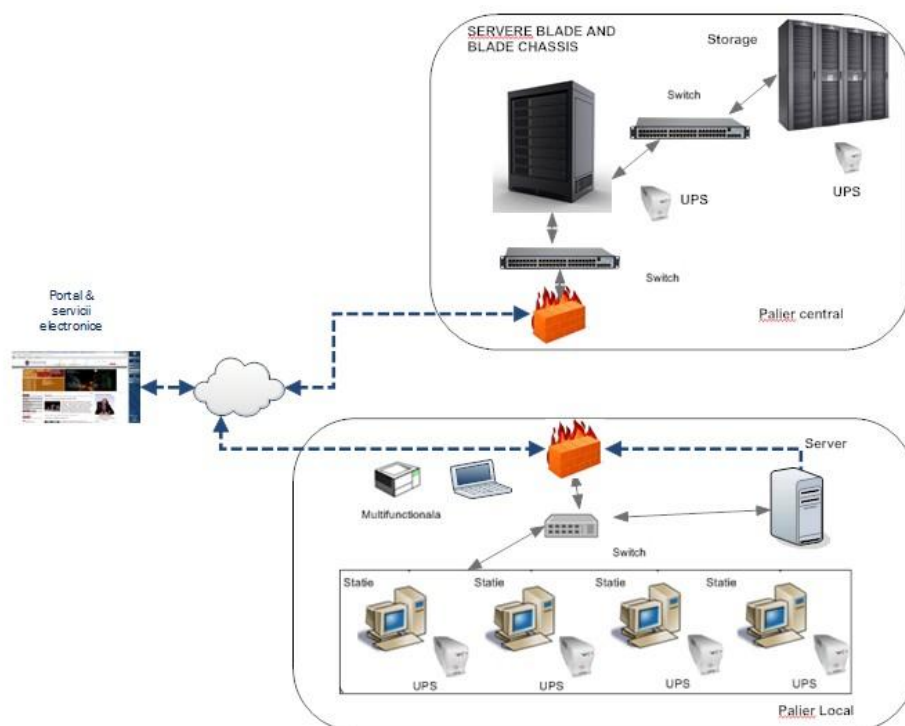 SERVERE BLADE AND
BLADE CHASSIS
Storage
Switch
UPS
UPS
Switch
Palier central
Portal &
servicii
electronice
Server
Multifunctionala
Switch
Statie
Statie
Statie
Statie
UPS
UPS
UPS
UPS
Palier Local